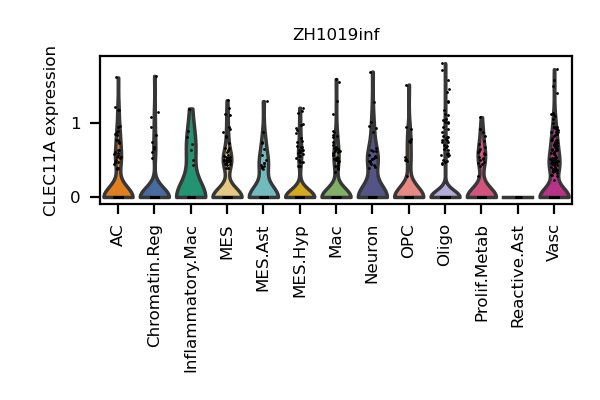 ZH1019inf
CLEC11A expression
1
0
AC
Chromatin.Reg
Inflammatory.Mac
MES
MES.Ast
MES.Hyp
Mac
Neuron
OPC
Oligo
Prolif.Metab
Reactive.Ast
Vasc